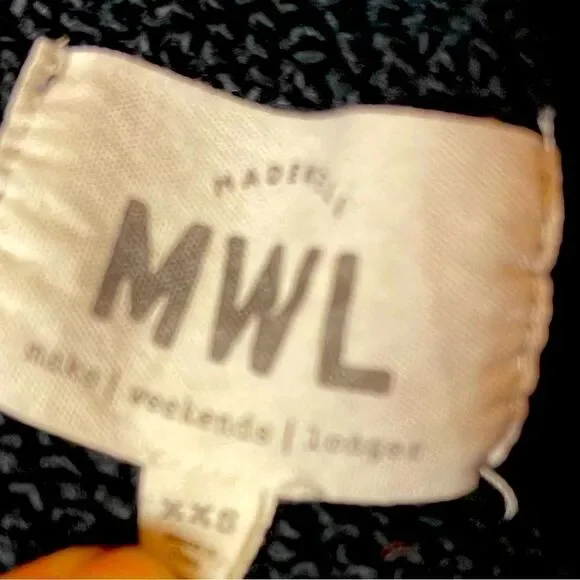 MADEWELL
MWL
make | weekends | longer
XXS